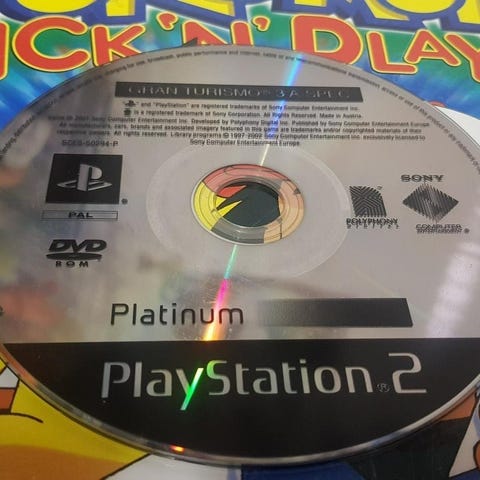 ICK 'N' DLAY
GRAN TURISMO® 3 A-SPEC
and "PlayStation" are registered trademarks of Sony Computer Entertainment Inc.
is a registered trademark of Sony Corporation. All Rights Reserved. Made in Austria.
2001 Sony Computer Entertainment Inc. Developed by Polyphony Digital Inc. Published by Sony Computer Entertainment Europe.
All manufacturers, cars, brands and associated imagery featured in this game are trademarks and/or copyrighted materials of their
respective owners. All rights reserved. Library programs © 1997-2002 Sony Computer Entertainment Inc. exclusively licensed to
Sony Computer Entertainment Europe.
SCES-50294-P
PAL
DVD
ROM
POLYPHONY
DIGITAL
SONY
COMPUTER
ENTERTAINMENT®
Platinum
PlayStation®2